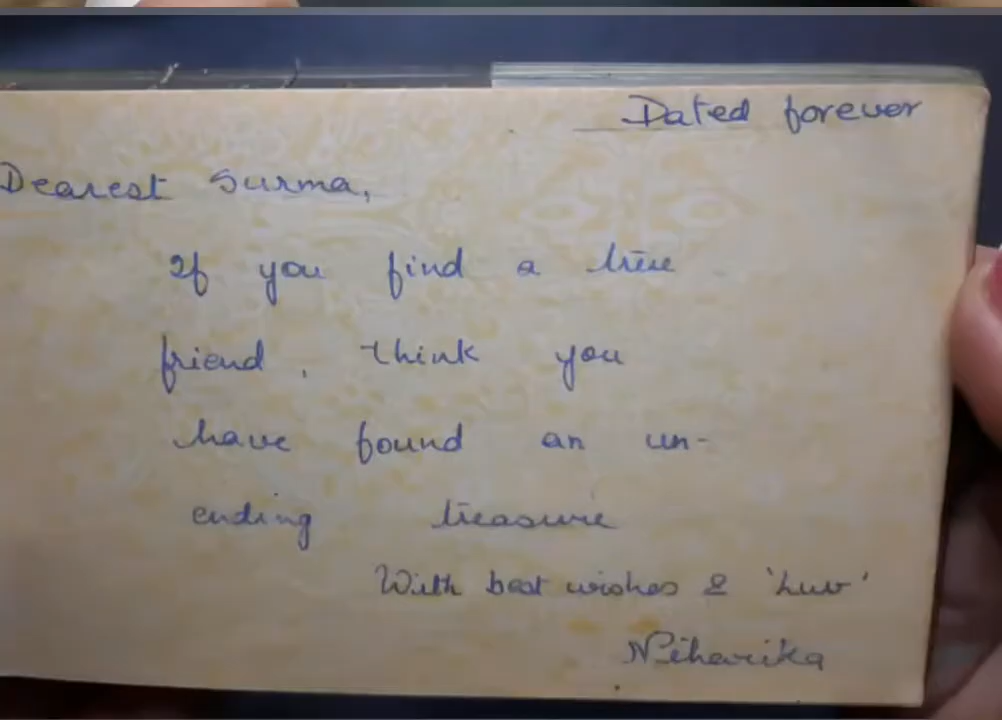 Dated forever
Dearest Surma,
If you find a true
friend, think you
have found an un-
ending treasure
With best wishes & 'Luv'
Niharika